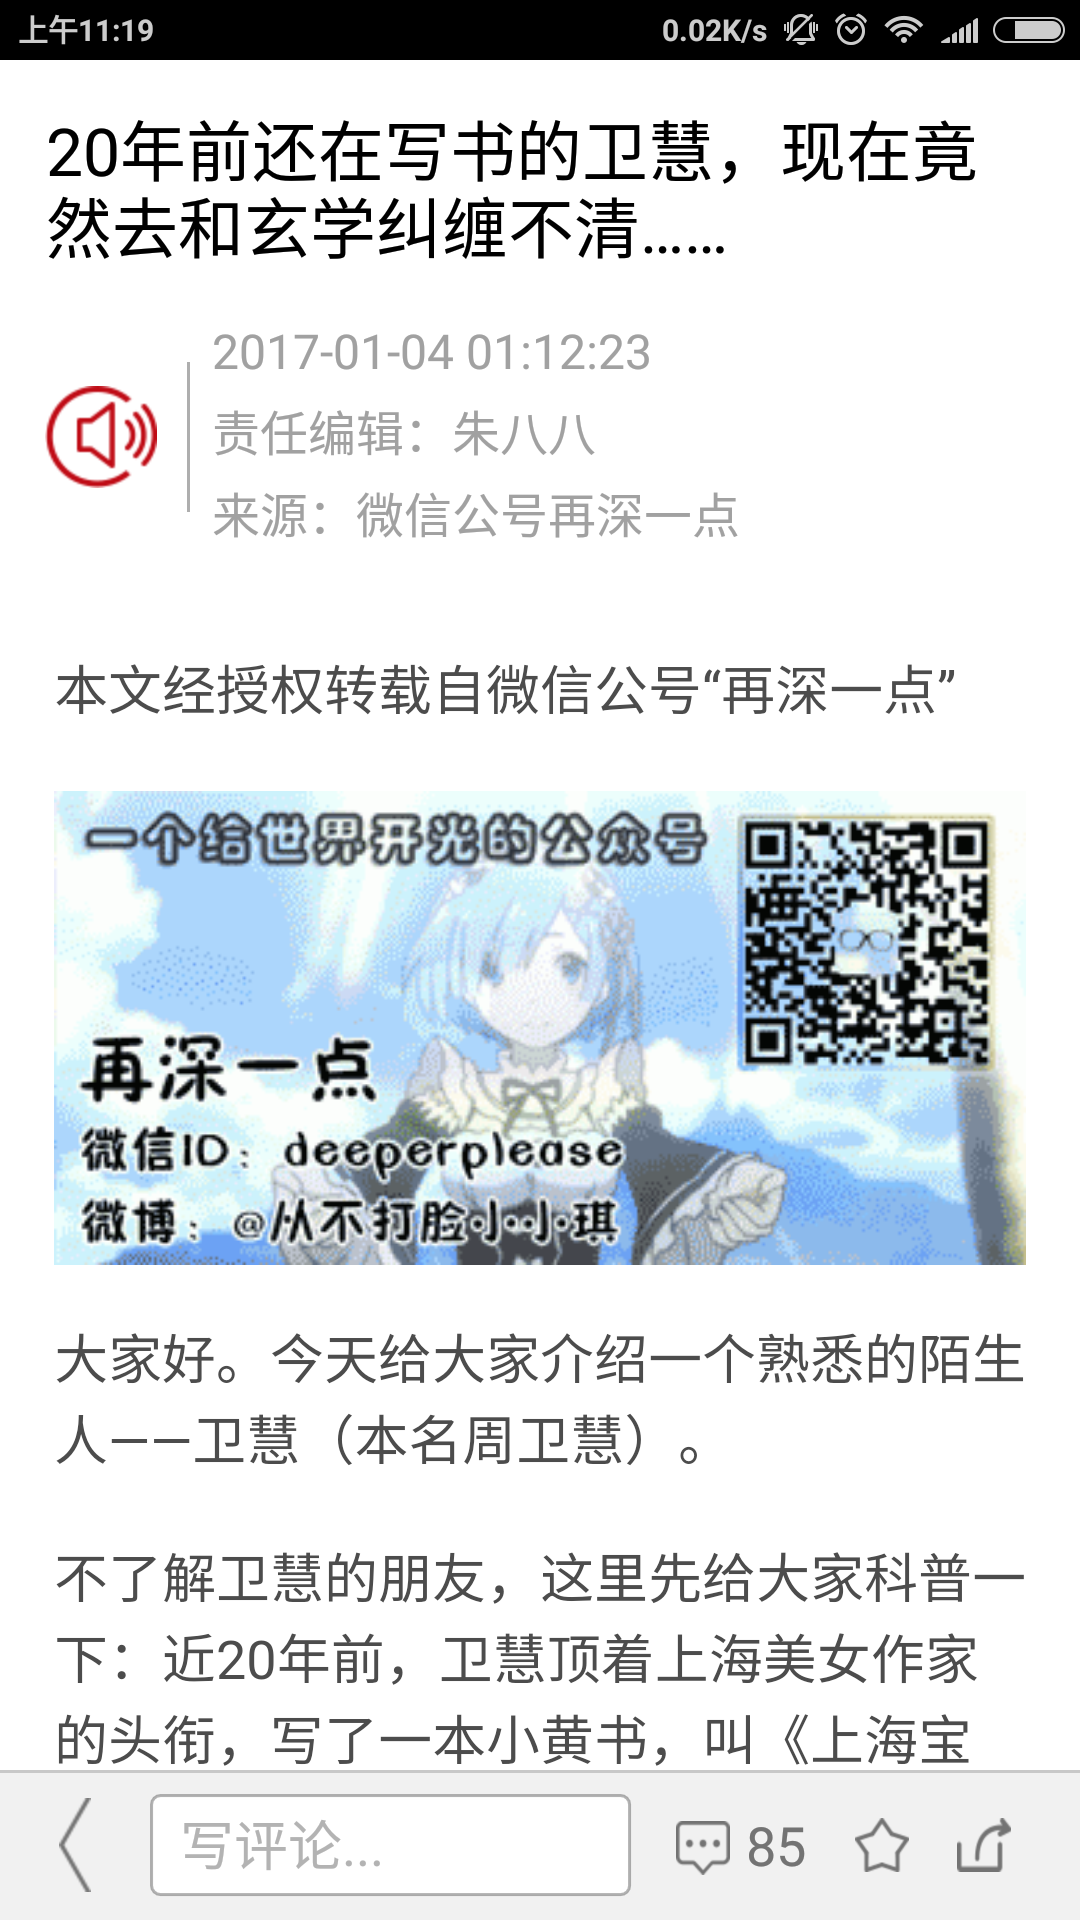 上午11:19
0.02K/s
20年前还在写书的卫慧，现在竟
然去和玄学纠缠不清……
2017-01-04 01:12:23
责任编辑：朱八八
来源：微信公号再深一点
本文经授权转载自微信公号“再深一点”
一个给世界开光的公众号
再深一点
微信ID：deeperplease
微博：@从不打脸小小琪
大家好。今天给大家介绍一个熟悉的陌生
人——卫慧（本名周卫慧）。
不了解卫慧的朋友，这里先给大家科普一
下：近20年前，卫慧顶着上海美女作家
的头衔，写了一本小黄书，叫《上海宝
写评论...
85